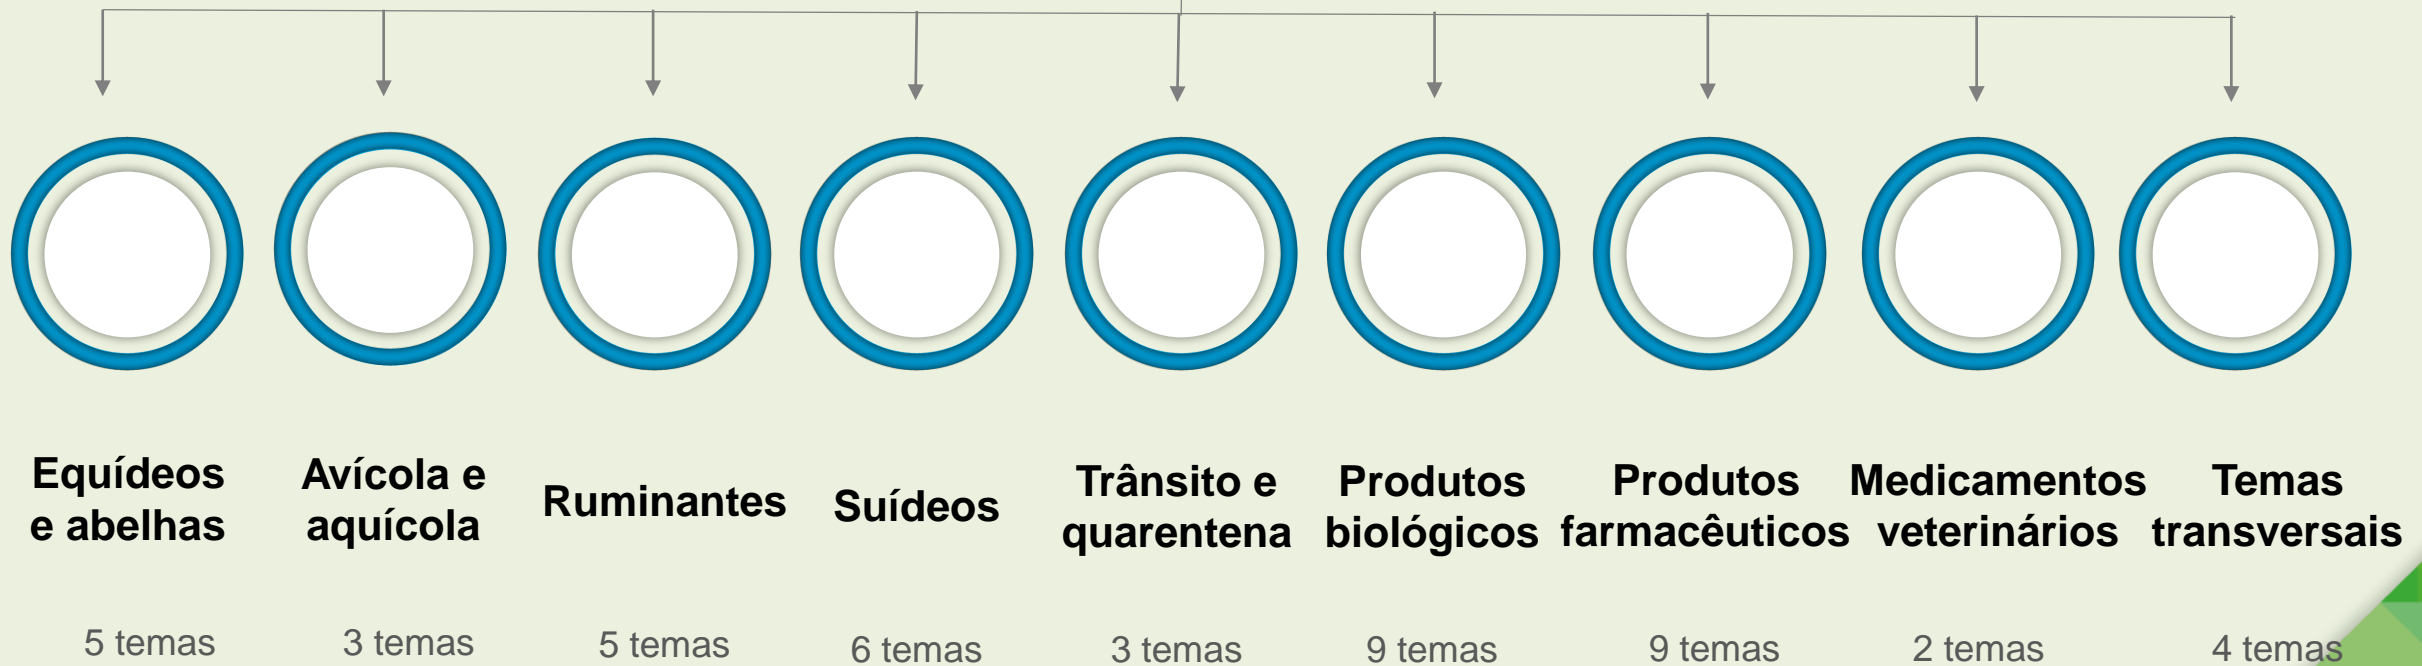 Equídeos
e abelhas
5 temas
Avícola e
aquícola
3 temas
Ruminantes
5 temas
Suídeos
6 temas
Trânsito e
quarentena
3 temas
Produtos
biológicos
9 temas
Produtos
farmacêuticos
9 temas
Medicamentos
veterinários
2 temas
Temas
transversais
4 temas